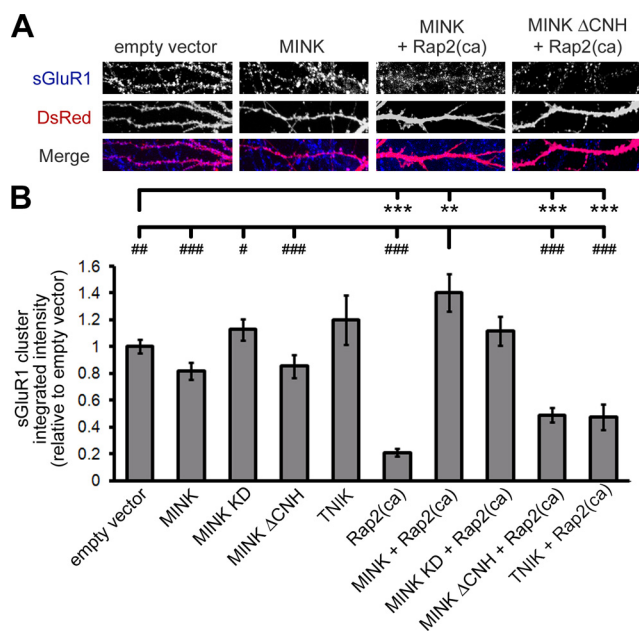 A
empty vector
MINK
MINK
+ Rap2(ca)
MINK ΔCNH
+ Rap2(ca)
sGluR1
DsRed
Merge
B
*** ** *** ***
## ### # ### ### ### ###
sGluR1 cluster
integrated intensity
(relative to empty vector)
1.6
1.4
1.2
1
0.8
0.6
0.4
0.2
0
empty vector
MINK
MINK KD
MINK ΔCNH
TNIK
Rap2(ca)
MINK + Rap2(ca)
MINK KD + Rap2(ca)
MINK ΔCNH + Rap2(ca)
TNIK + Rap2(ca)